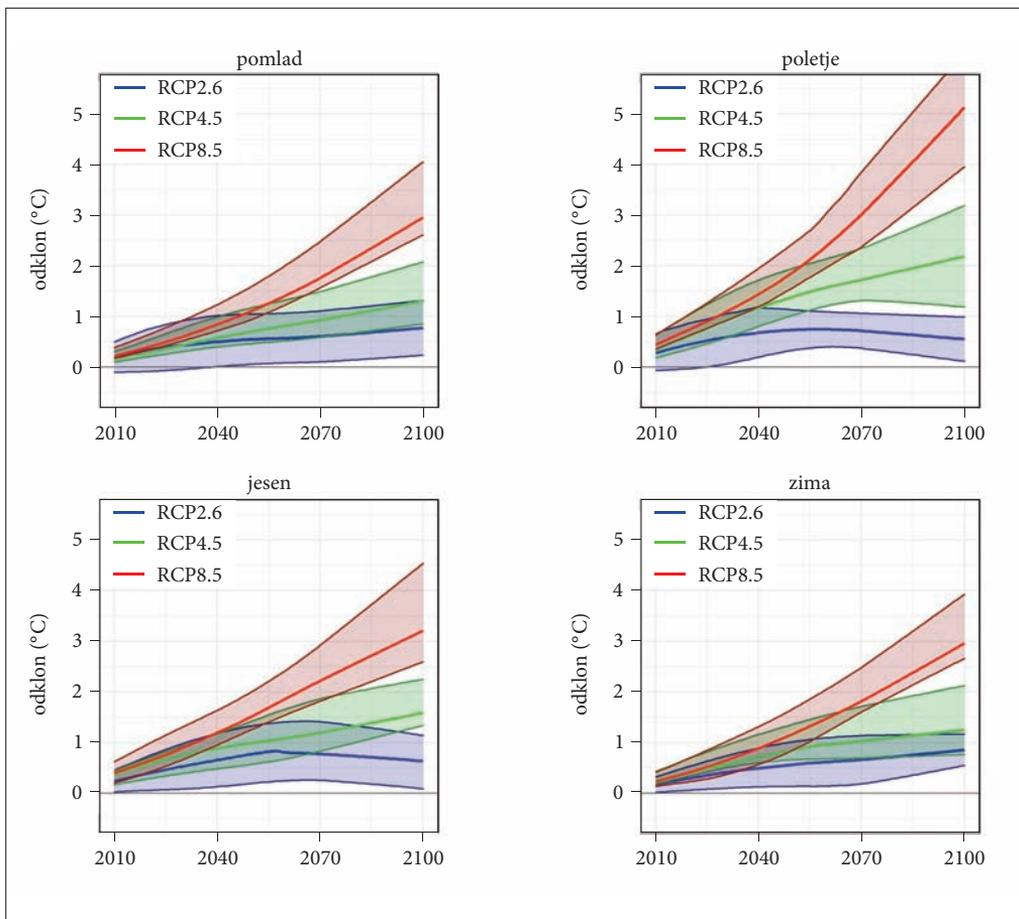 pomlad
RCP2.6
RCP4.5
RCP8.5
odklon (°C)
5
4
3
2
1
0
2010 2040 2070 2100
poletje
RCP2.6
RCP4.5
RCP8.5
odklon (°C)
5
4
3
2
1
0
2010 2040 2070 2100
jesen
RCP2.6
RCP4.5
RCP8.5
odklon (°C)
5
4
3
2
1
0
2010 2040 2070 2100
zima
RCP2.6
RCP4.5
RCP8.5
odklon (°C)
5
4
3
2
1
0
2010 2040 2070 2100